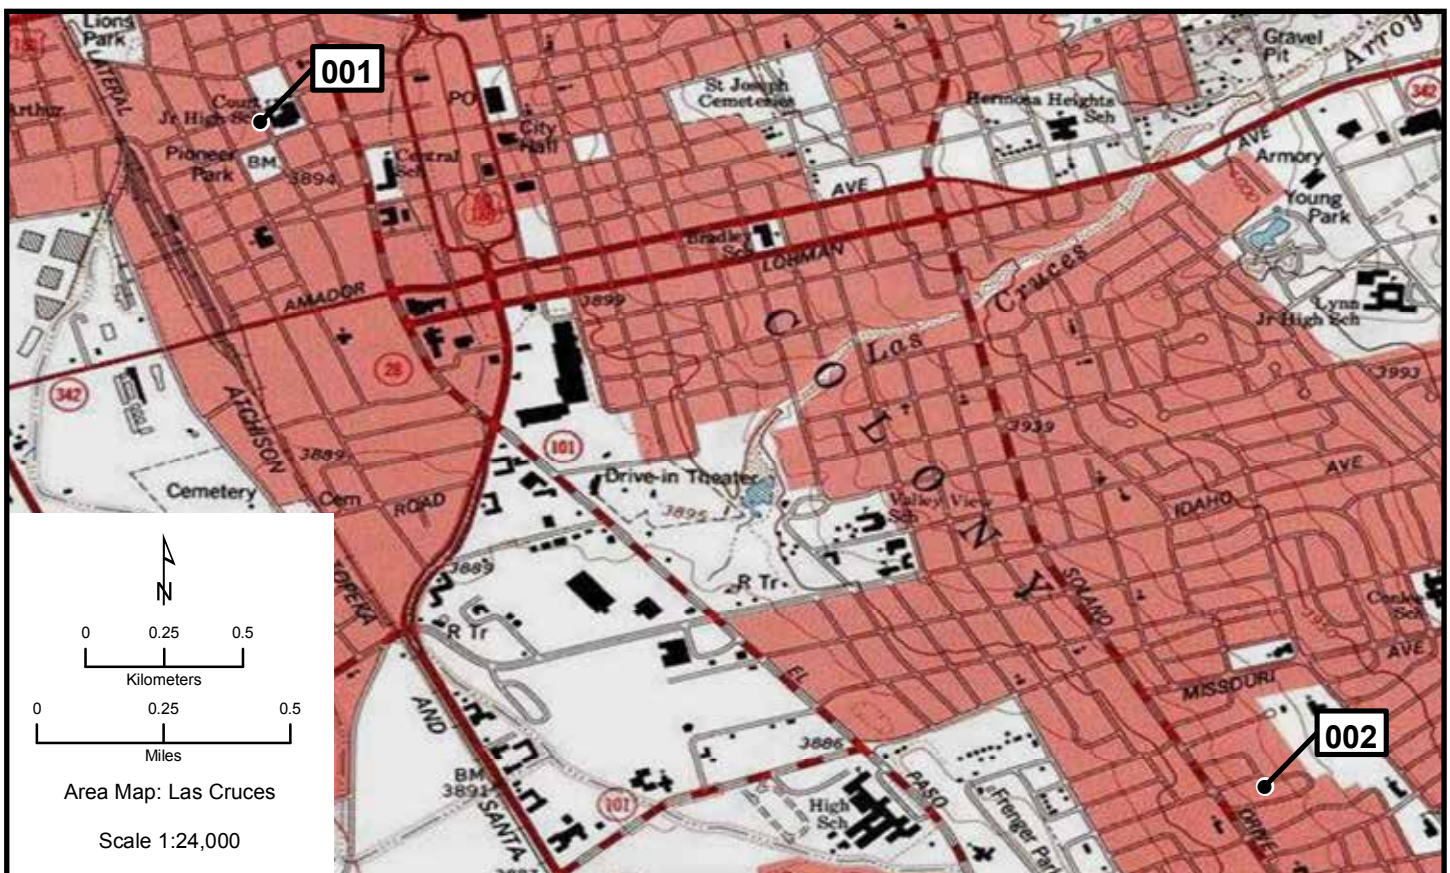 Lions
Park
LATERAL
001
Court
Jr High Sch
Pioneer
Park
BM
3894
PO
City
Hall
Central
Sch
St Joseph
Cemeteries
Hermosa Heights
Sch
Gravel
Pit
Arroyo
342
AVE
Armory
Young
Park
AVE
Bradley
Sch
LOHMAN
AMADOR
3899
Las
Cruces
Lynn
Jr High Sch
28
342
3993
COLONY
ATCHISON
101
3939
3889
Cemetery
Cem
ROAD
Drive-in Theater
3895
Valley View
Sch
IDAHO
AVE
3889
R Tr
R Tr
TOPEKA
SOLANO
Conlee
Sch
AVE
MISSOURI
EL
AND
3886
002
BM
3891
SANTA
101
High
Sch
PASO
Frenger Park
DRIVE
N
0 0.25 0.5
Kilometers
0 0.25 0.5
Miles
Area Map: Las Cruces
Scale 1:24,000